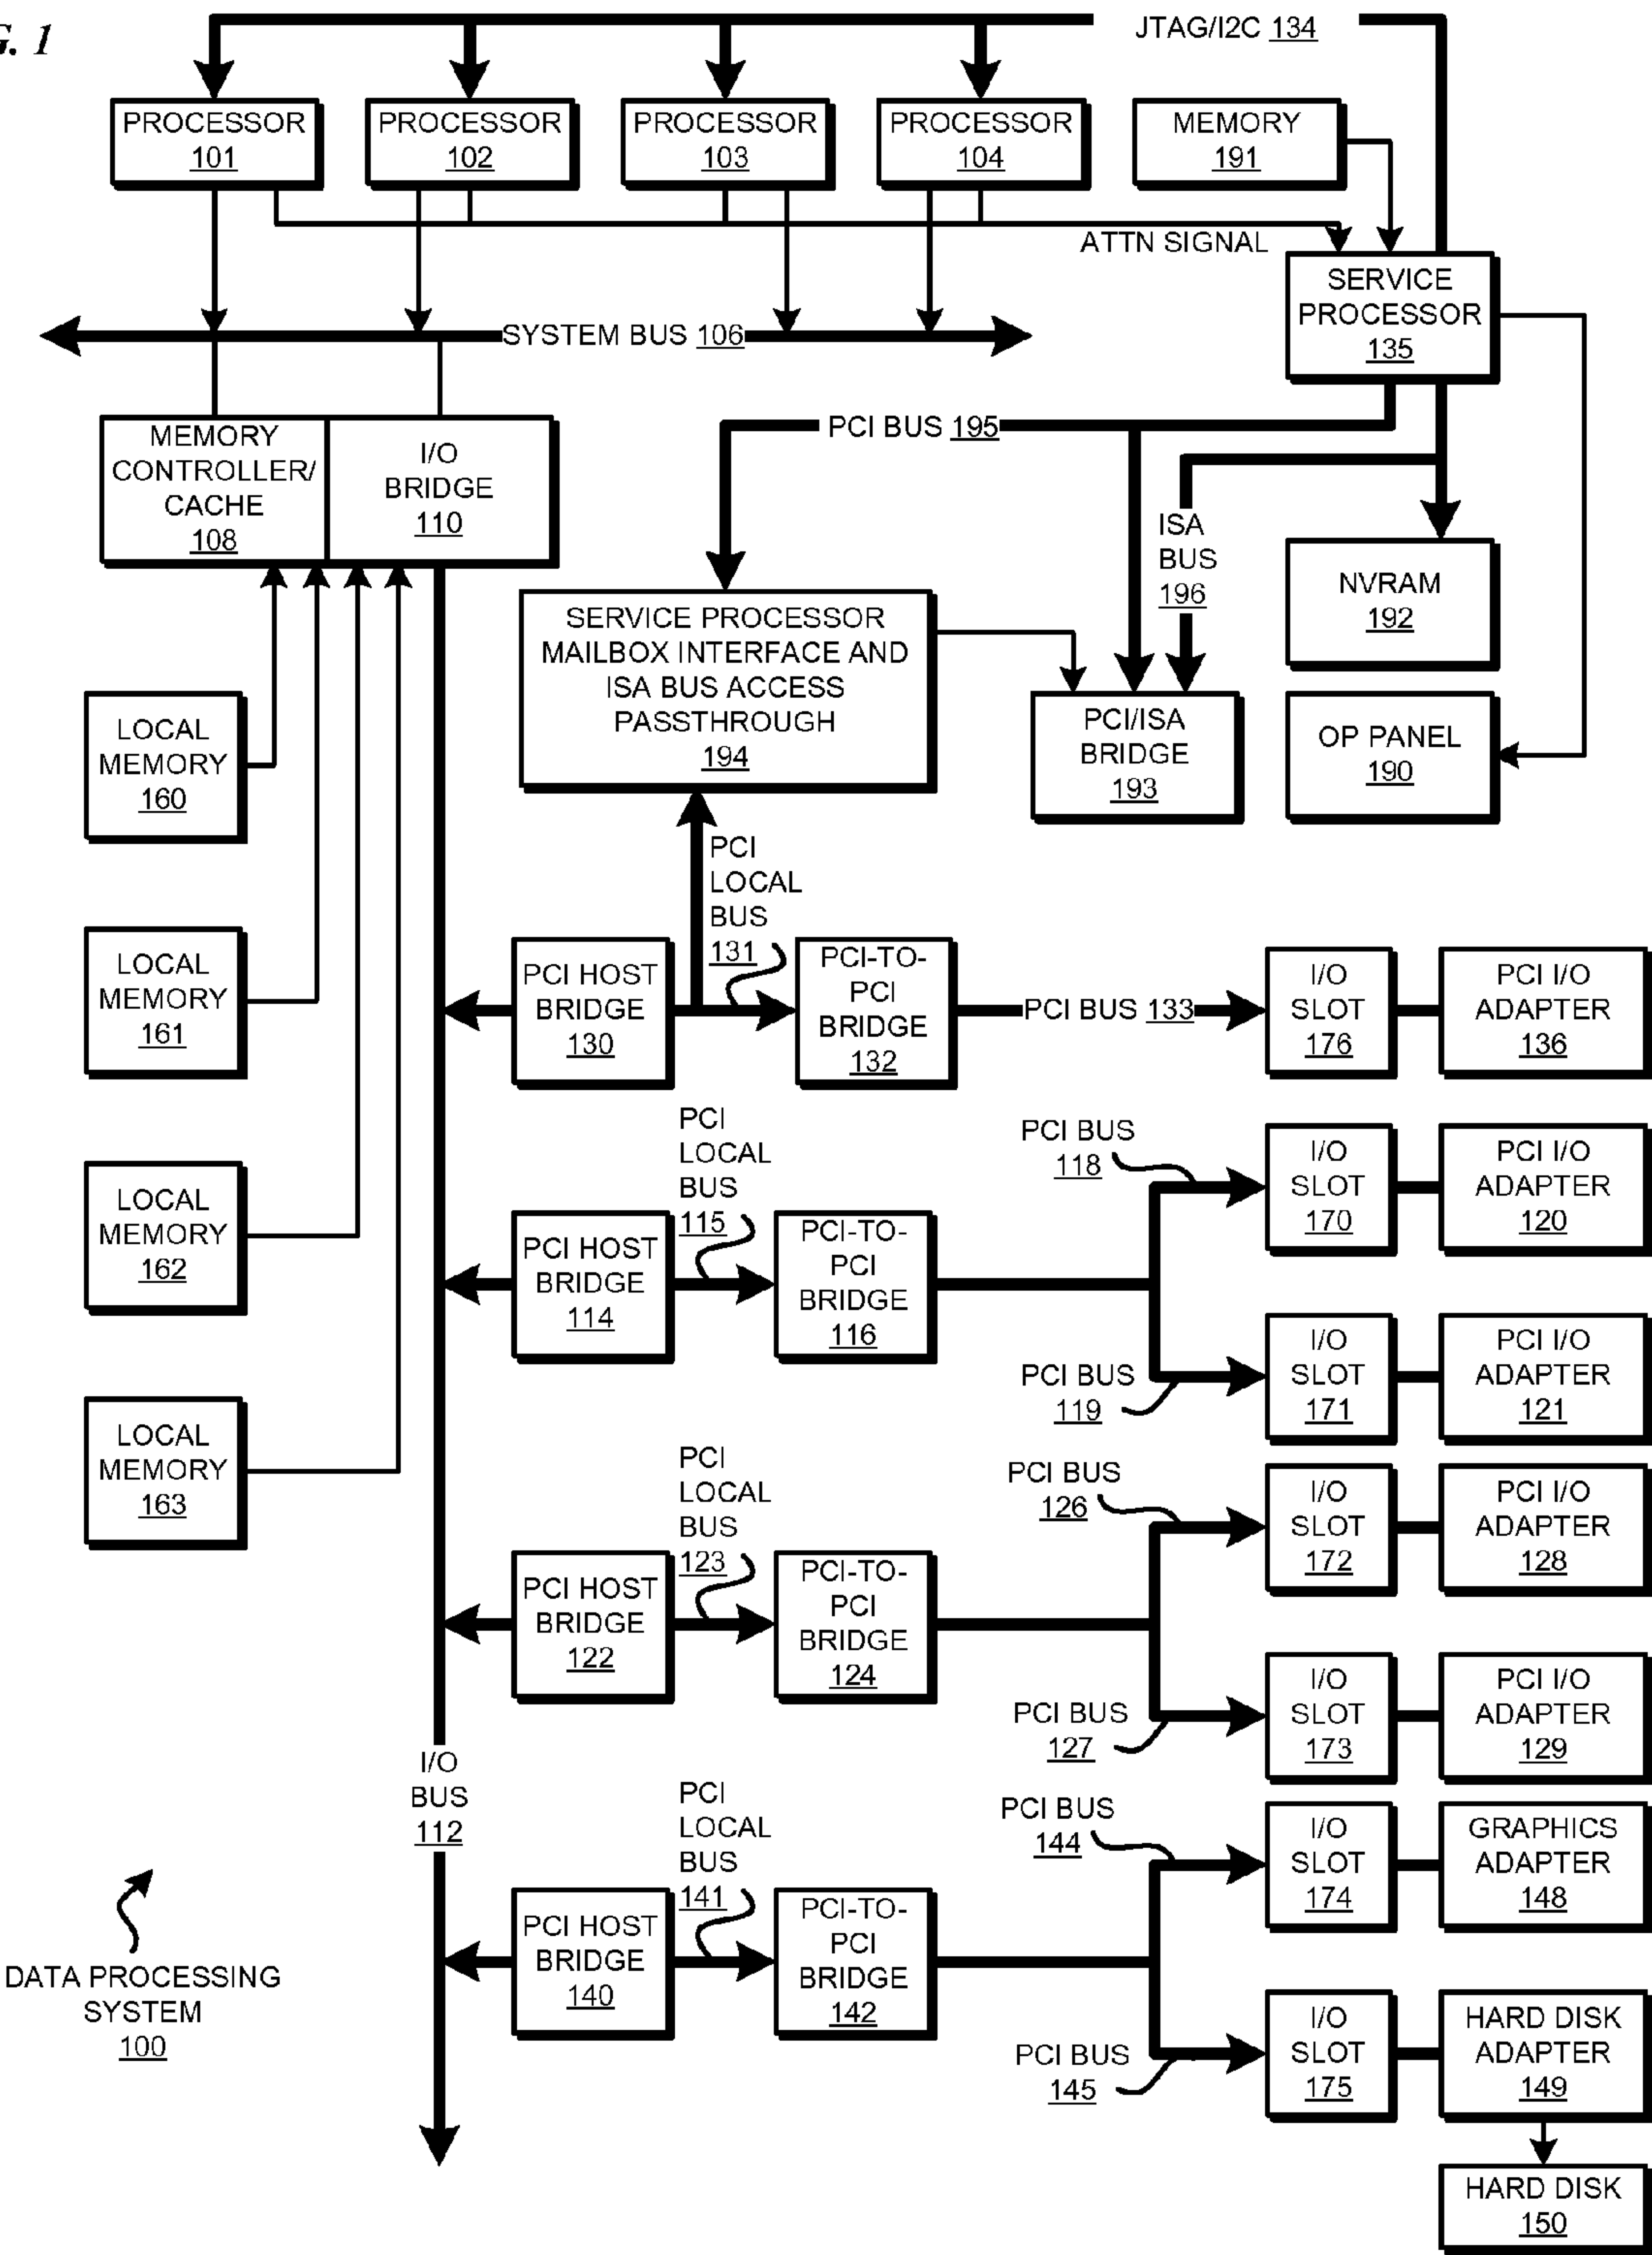 G. 1
JTAG/I2C 134
PROCESSOR
101
PROCESSOR
102
PROCESSOR
103
PROCESSOR
104
MEMORY
191
ATTN SIGNAL
SERVICE
PROCESSOR
135
SYSTEM BUS 106
MEMORY
CONTROLLER/
CACHE
108
I/O
BRIDGE
110
PCI BUS 195
ISA
BUS
196
NVRAM
192
SERVICE PROCESSOR
MAILBOX INTERFACE AND
ISA BUS ACCESS
PASSTHROUGH
194
PCI/ISA
BRIDGE
193
OP PANEL
190
LOCAL
MEMORY
160
LOCAL
MEMORY
161
LOCAL
MEMORY
162
LOCAL
MEMORY
163
PCI
LOCAL
BUS
131
PCI HOST
BRIDGE
130
PCI-TO-
PCI
BRIDGE
132
PCI BUS 133
I/O
SLOT
176
PCI I/O
ADAPTER
136
PCI
LOCAL
BUS
115
PCI HOST
BRIDGE
114
PCI-TO-
PCI
BRIDGE
116
PCI BUS
118
I/O
SLOT
170
PCI I/O
ADAPTER
120
PCI BUS
119
I/O
SLOT
171
PCI I/O
ADAPTER
121
PCI
LOCAL
BUS
123
PCI HOST
BRIDGE
122
PCI-TO-
PCI
BRIDGE
124
PCI BUS
126
I/O
SLOT
172
PCI I/O
ADAPTER
128
PCI BUS
127
I/O
SLOT
173
PCI I/O
ADAPTER
129
I/O
BUS
112
PCI
LOCAL
BUS
141
PCI HOST
BRIDGE
140
PCI-TO-
PCI
BRIDGE
142
PCI BUS
144
I/O
SLOT
174
GRAPHICS
ADAPTER
148
PCI BUS
145
I/O
SLOT
175
HARD DISK
ADAPTER
149
HARD DISK
150
DATA PROCESSING
SYSTEM
100